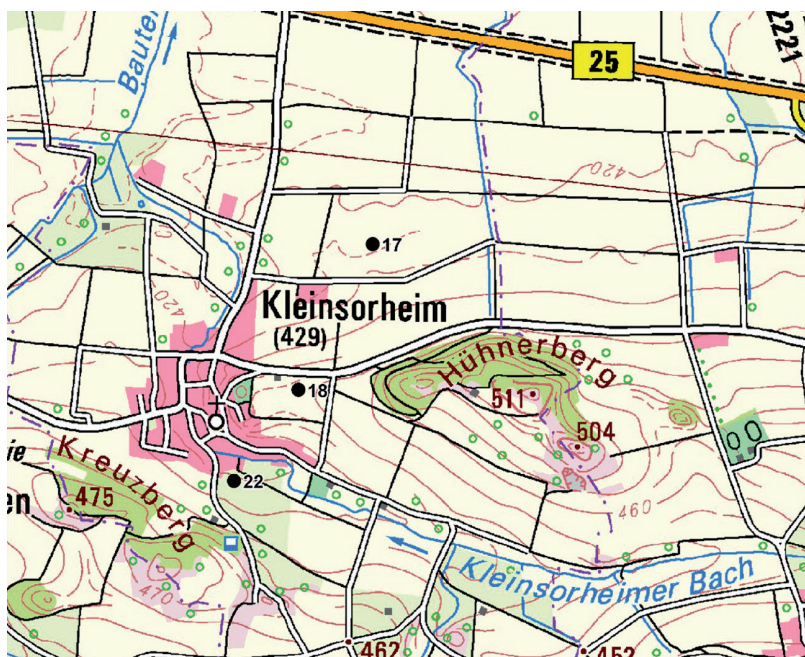 Bauten
25
2221
420
17
Kleinsorheim
(429)
420
Hühnerberg
511
18
504
ie
Kreuzberg
en
475
22
460
470
Kleinsorheimer Bach
462
452